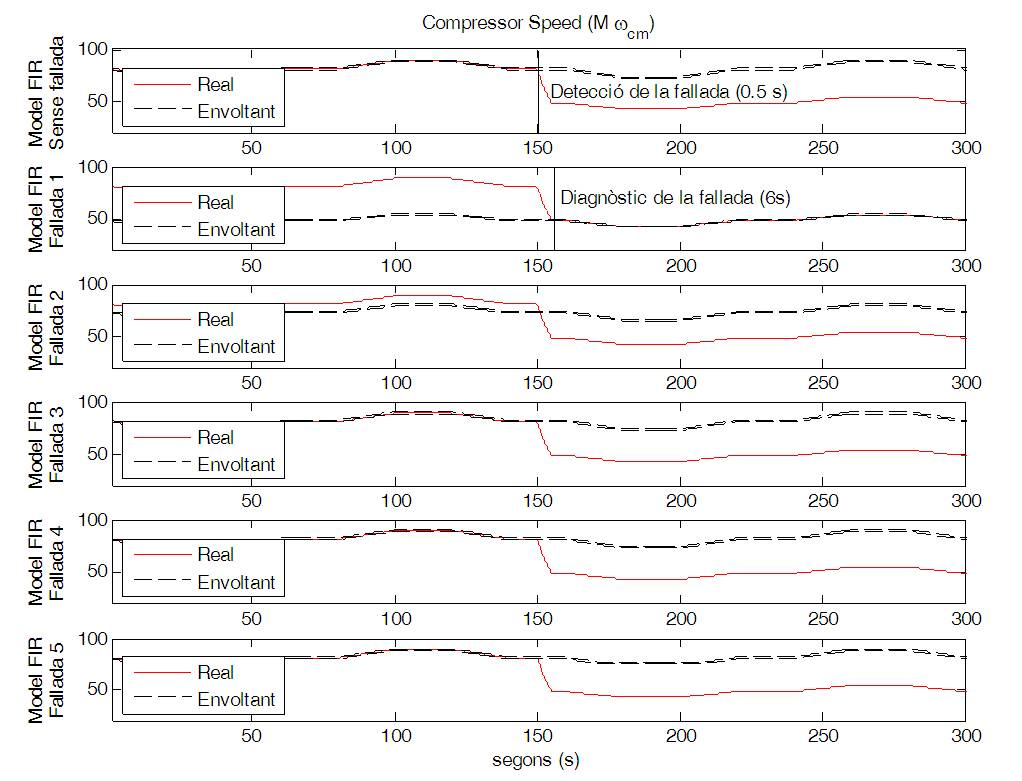 Compressor Speed (M ω_cm)
Model FIR
Sense fallada
100
50
Real
Envoltant
Detecció de la fallada (0.5 s)
50 100 150 200 250 300
Model FIR
Fallada 1
100
50
Real
Envoltant
Diagnòstic de la fallada (6s)
50 100 150 200 250 300
Model FIR
Fallada 2
100
50
Real
Envoltant
50 100 150 200 250 300
Model FIR
Fallada 3
100
50
Real
Envoltant
50 100 150 200 250 300
Model FIR
Fallada 4
100
50
Real
Envoltant
50 100 150 200 250 300
Model FIR
Fallada 5
100
50
Real
Envoltant
50 100 150 200 250 300
segons (s)